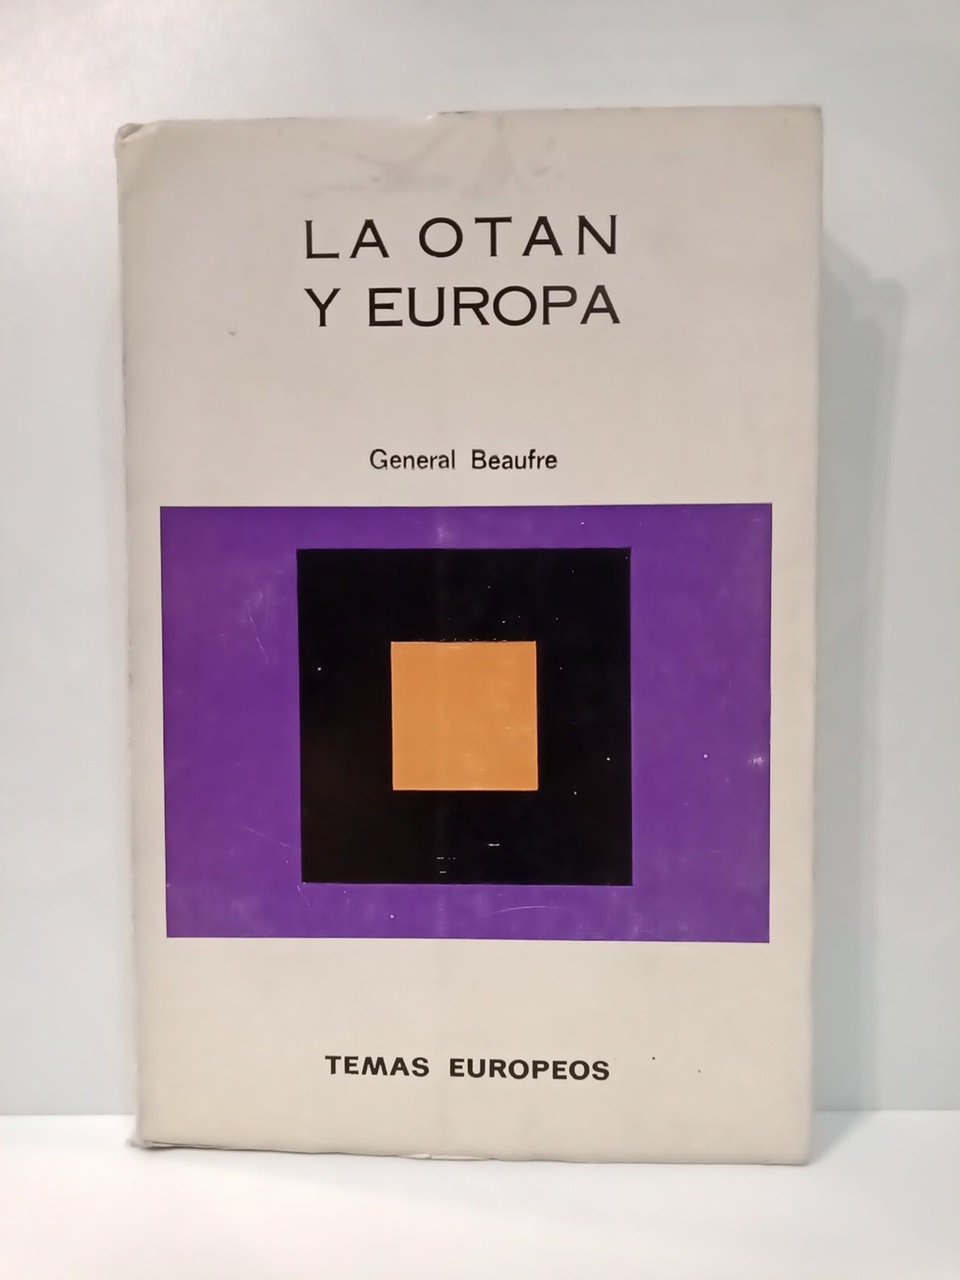 LA OTAN
Y EUROPA
General Beaufre
TEMAS EUROPEOS